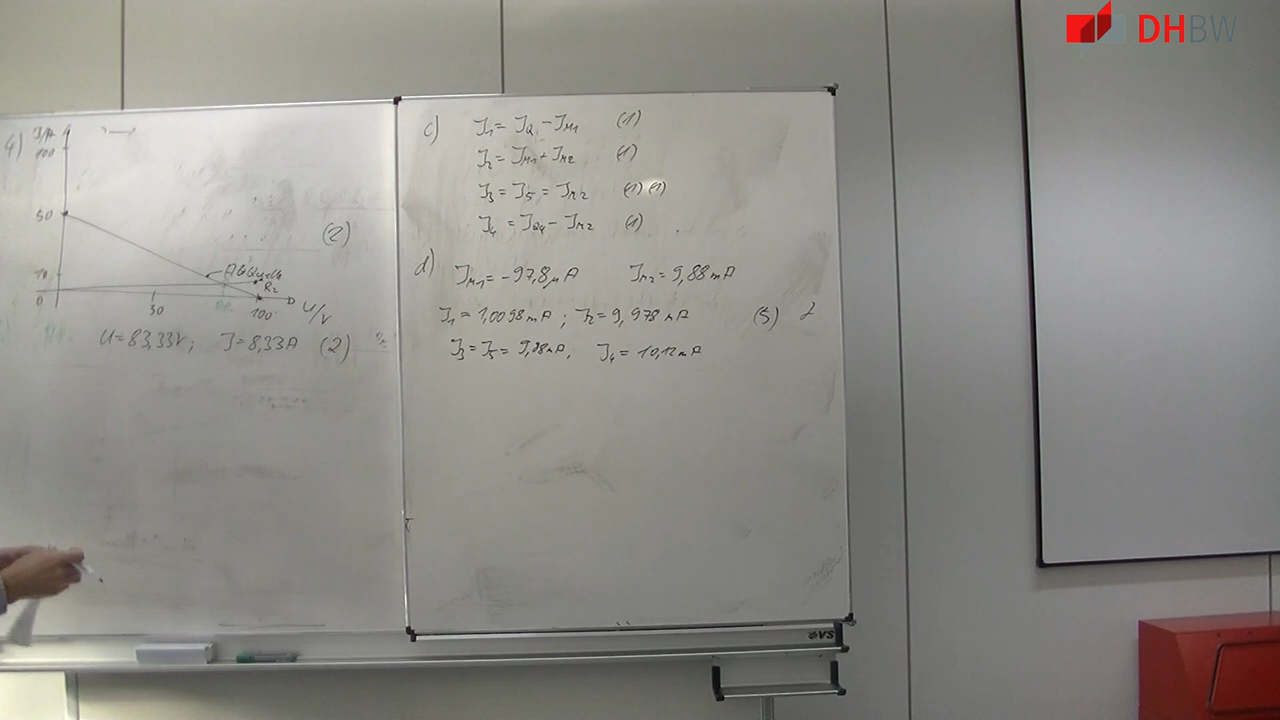 DHBW
4)
I/A
100
50
10
0
50
100
U/V
AGQuelle
R2
(2)
U=83,33V; I=8,33A (2)
c) I1= IQ - IM1 (1)
I2= IM1+IM2 (1)
I3= I5 = IM2 (1) (1)
I4 = IQ4- IM2 (1)
d)
IM1=-97,8µA IM2=9,88mA
I1=1,0098mA; I2=9,978mA (5)
I3=I5= 9,88mA; I4= 10,12mA
VS